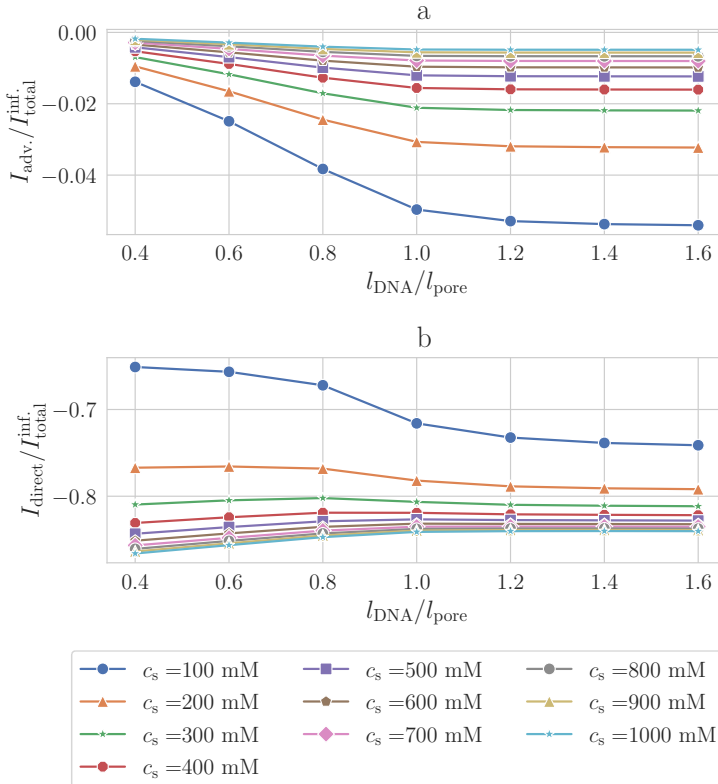 a
0.00
−0.02
−0.04
I_adv./I_total^inf.
0.4 0.6 0.8 1.0 1.2 1.4 1.6
l_DNA/l_pore
b
−0.7
−0.8
I_direct/I_total^inf.
0.4 0.6 0.8 1.0 1.2 1.4 1.6
l_DNA/l_pore
c_s =100 mM
c_s =200 mM
c_s =300 mM
c_s =400 mM
c_s =500 mM
c_s =600 mM
c_s =700 mM
c_s =800 mM
c_s =900 mM
c_s =1000 mM